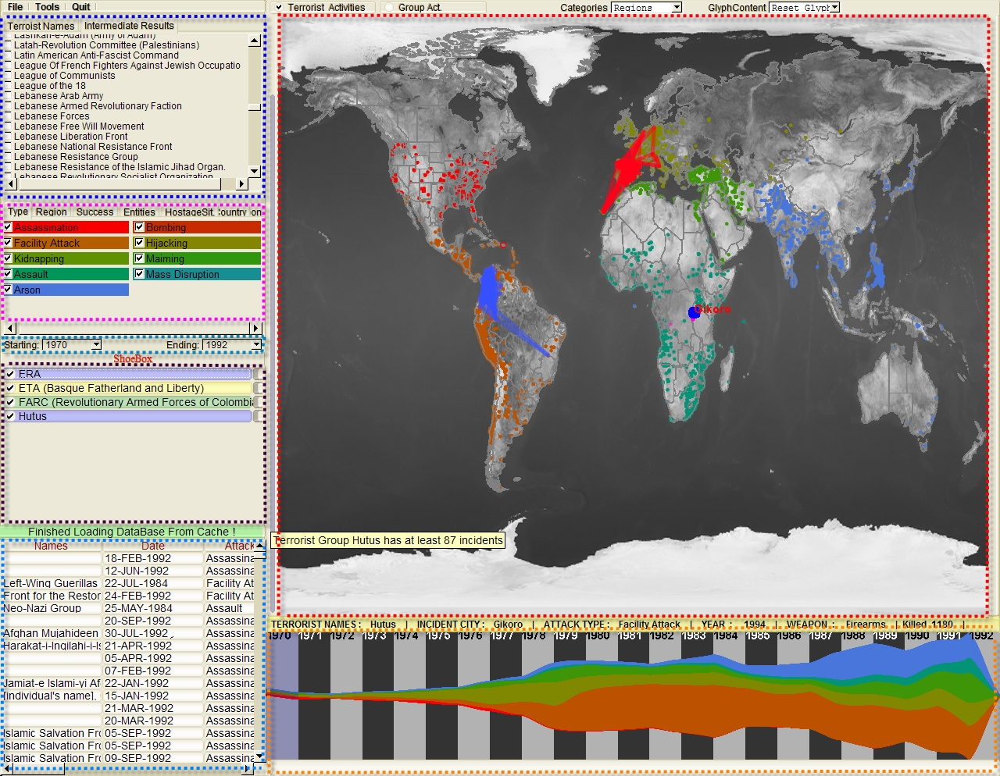 File Tools Quit
Terrorist Activities Group Act. Categories Regions GlyphContent
Terroist Names Intermediate Results
Lashkari-e-Adam (Army of Adam)
Latah-Revolution Committee (Palestinians)
Latin American Anti-Fascist Command
League Of French Fighters Against Jewish Occupatio
League of Communists
League of the 18
Lebanese Arab Army
Lebanese Armed Revolutionary Faction
Lebanese Forces
Lebanese Free Will Movement
Lebanese Liberation Front
Lebanese National Resistance Front
Lebanese Resistance Group
Lebanese Resistance of the Islamic Jihad Organ.
Lebanese Revolutionary Socialist Organization
Type Region Success Entities HostageSit.
Assassination Bombing
Facility Attack Hijacking
Kidnapping Maiming
Assault Mass Disruption
Arson
Starting: 1970 Ending: 1992
ShoeBox
ERA
ETA (Basque Fatherland and Liberty)
FARC (Revolutionary Armed Forces of Colombi
Hutus
Finished Loading DataBase From Cache !
Names Date Attack
18-FEB-1992 Assassina
12-JUN-1992 Assassina
Left-Wing Guerillas 22-JUL-1984 Facility At
Front for the Restor 24-FEB-1992 Facility At
Neo-Nazi Group 25-MAY-1984 Assault
20-SEP-1992 Assassina
Afghan Mujahideen 30-JUL-1992 Assassina
Harakat-i-Inqilahi-i-Is 21-APR-1992 Assassina
05-APR-1992 Assassina
07-FEB-1992 Assassina
Jamiat-e Islami-yi Af 22-JAN-1992 Assassina
[individual's name]. 15-JAN-1992 Assassina
21-MAR-1992 Assassina
20-MAR-1992 Assassina
Islamic Salvation Fro 05-SEP-1992 Assassina
Islamic Salvation Fro 05-SEP-1992 Assassina
Islamic Salvation Fro 09-SEP-1992 Assassina
Gikoro
Terrorist Group Hutus has at least 87 incidents
TERRORIST NAMES : Hutus | INCIDENT CITY : Gikoro | ATTACK TYPE : Facility Attack | YEAR : 1994 | WEAPON : Firearms | Killed 1180 |
1970 1971 1972 1973 1974 1975 1976 1977 1978 1979 1980 1981 1982 1983 1984 1985 1986 1987 1988 1989 1990 1991 1992